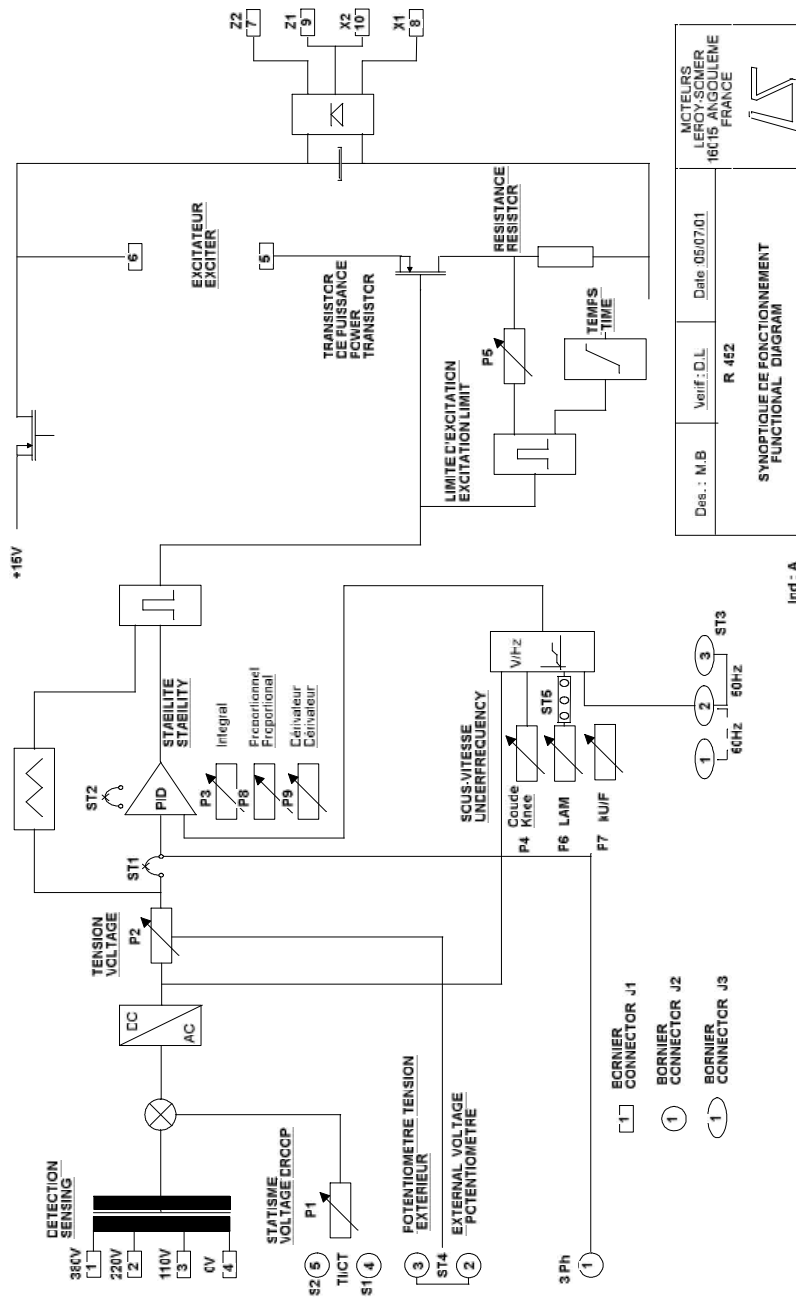 DETECTION
SENSING
380V
1
220V
2
110V
3
0V
4
STATISME
VOLTAGE DROOP
P1
S2 5
TI/CT
S1 4
POTENTIOMETRE TENSION
EXTERIEUR
3
ST4
2
EXTERNAL VOLTAGE
POTENTIOMETRE
3 Ph 1
DC
AC
TENSION
VOLTAGE
P2
ST1
ST2
PID
STABILITE
STABILITY
P3 Integral
P8 Proportionnel
Proportional
P9 Dérivateur
Dérivateur
SOUS-VITESSE
UNDERFREQUENCY
V/Hz
P4 Coude
Knee
P6 LAM
ST5
P7 kU/F
1 2 3 ST3
60Hz 50Hz
+15V
EXCITATEUR
EXCITER
6
5
TRANSISTOR
DE PUISSANCE
POWER
TRANSISTOR
LIMITE D'EXCITATION
EXCITATION LIMIT
P5
RESISTANCE
RESISTOR
TEMPS
TIME
Z2
7
Z1
9
X2
10
X1
8
1 BORNIER
CONNECTOR J1
1 BORNIER
CONNECTOR J2
1 BORNIER
CONNECTOR J3
Ind : A
Des. : M.B
Verif : D.L
Date :05/07/01
R 452
SYNOPTIQUE DE FONCTIONNEMENT
FUNCTIONAL DIAGRAM
MOTEURS
LEROY-SOMER
16015 ANGOULEME
FRANCE